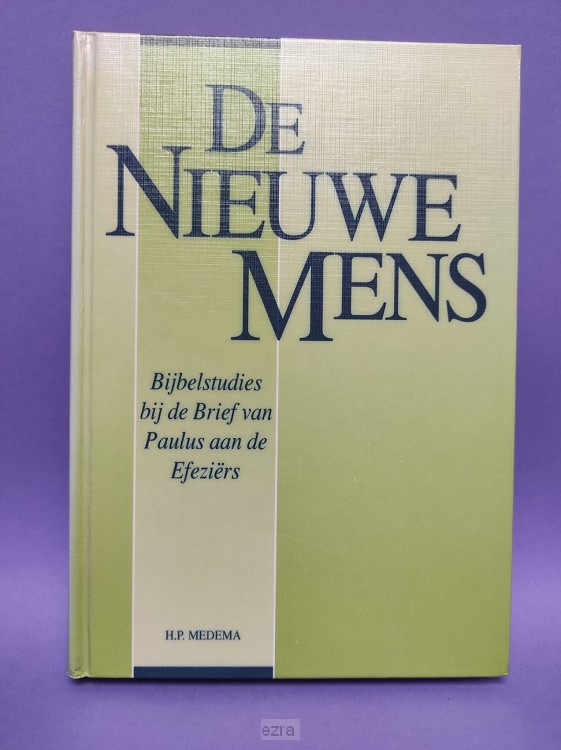 DE
NIEUWE
MENS
Bijbelstudies
bij de Brief van
Paulus aan de
Efeziërs
H.P. MEDEMA
ezra